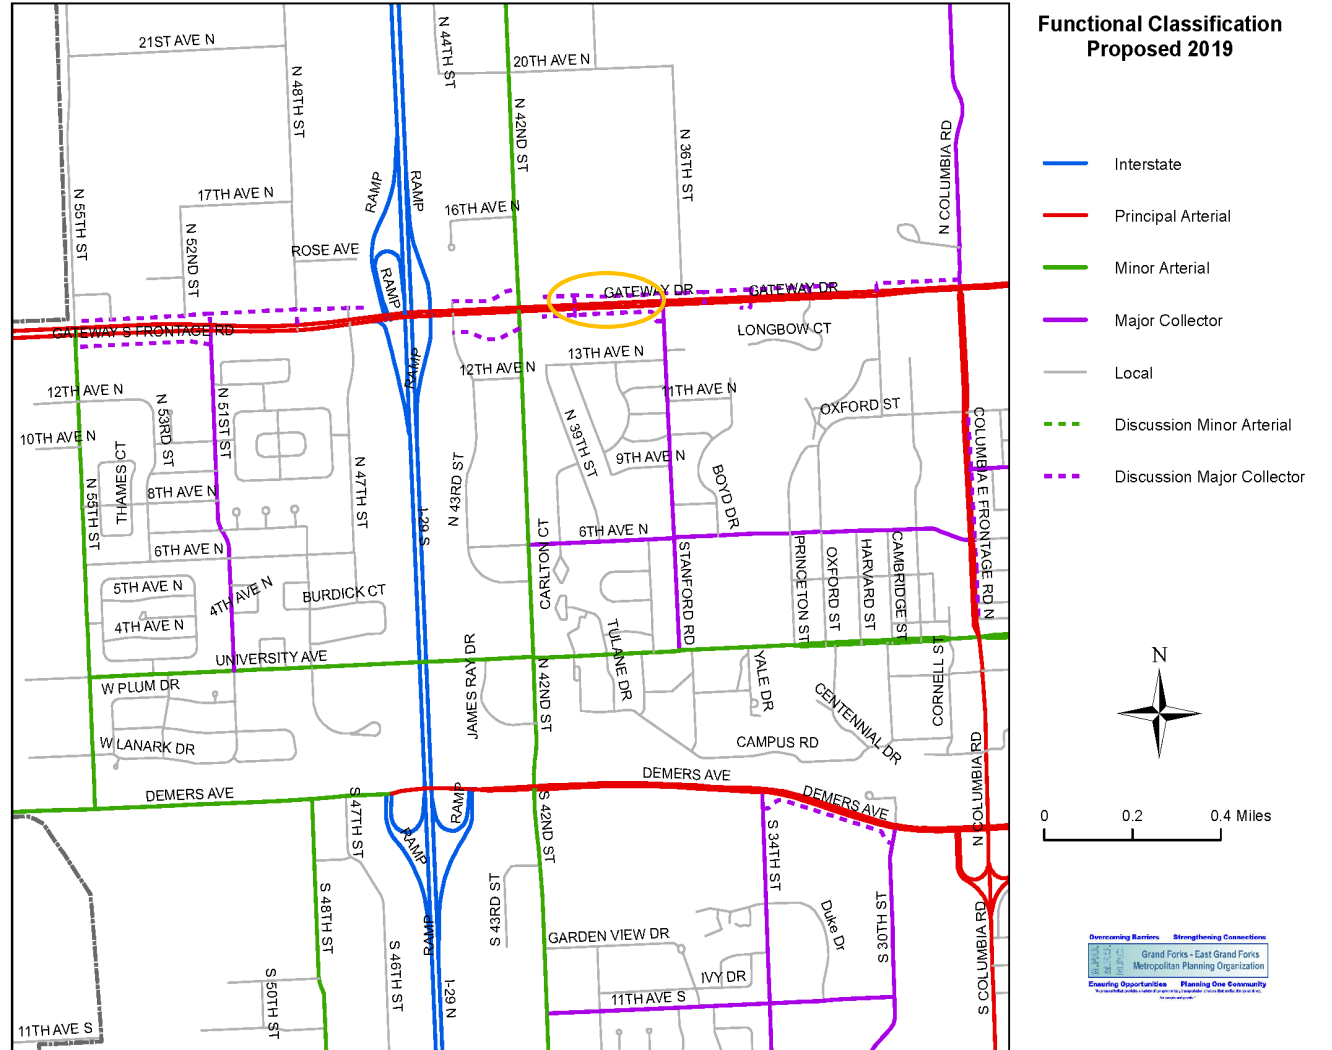 Functional Classification
Proposed 2019
Interstate
Principal Arterial
Minor Arterial
Major Collector
Local
Discussion Minor Arterial
Discussion Major Collector
N
0 0.2 0.4 Miles
Overcoming Barriers Strengthening Connections
Grand Forks - East Grand Forks
Metropolitan Planning Organization
Ensuring Opportunities Planning One Community
21ST AVE N
N 44TH ST
20TH AVE N
N 48TH ST
N 42ND ST
N 36TH ST
N COLUMBIA RD
N 55TH ST
17TH AVE N
RAMP
RAMP
16TH AVE N
N 52ND ST
ROSE AVE
RAMP
GATEWAY DR
GATEWAY DR
GATEWAY S FRONTAGE RD
LONGBOW CT
RAMP
13TH AVE N
12TH AVE N
12TH AVE N
11TH AVE N
N 53RD ST
N 51ST ST
N 39TH ST
OXFORD ST
10TH AVE N
THAMES CT
9TH AVE N
COLUMBIA E FRONTAGE RD N
N 55TH ST
8TH AVE N
N 47TH ST
N 43RD ST
BOYD DR
I-29 S
6TH AVE N
6TH AVE N
CARLTON CT
STANFORD RD
PRINCETON ST
OXFORD ST
HARVARD ST
CAMBRIDGE ST
5TH AVE N
4TH AVE N
BURDICK CT
4TH AVE N
TULANE DR
UNIVERSITY AVE
JAMES RAY DR
N 42ND ST
YALE DR
CORNELL ST
W PLUM DR
CENTENNIAL DR
W LANARK DR
CAMPUS RD
N COLUMBIA RD
DEMERS AVE
DEMERS AVE
DEMERS AVE
S 47TH ST
RAMP
RAMP
S 42ND ST
S 34TH ST
S 48TH ST
S 43RD ST
Duke Dr
S 30TH ST
S COLUMBIA RD
RAMP
GARDEN VIEW DR
S 46TH ST
IVY DR
S 50TH ST
I-29 N
11TH AVE S
11TH AVE S